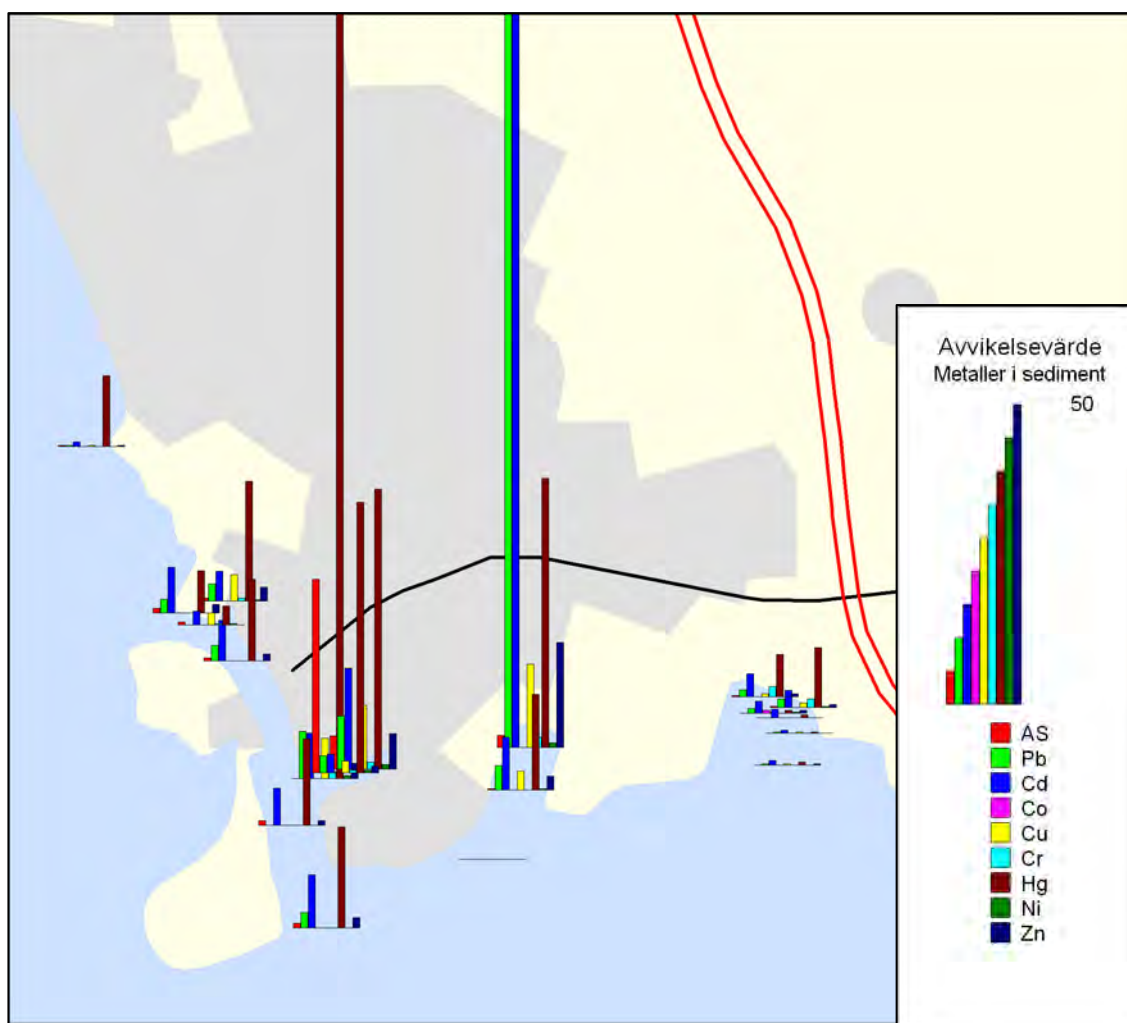 Avvikelsevärde
Metaller i sediment
50
AS
Pb
Cd
Co
Cu
Cr
Hg
Ni
Zn